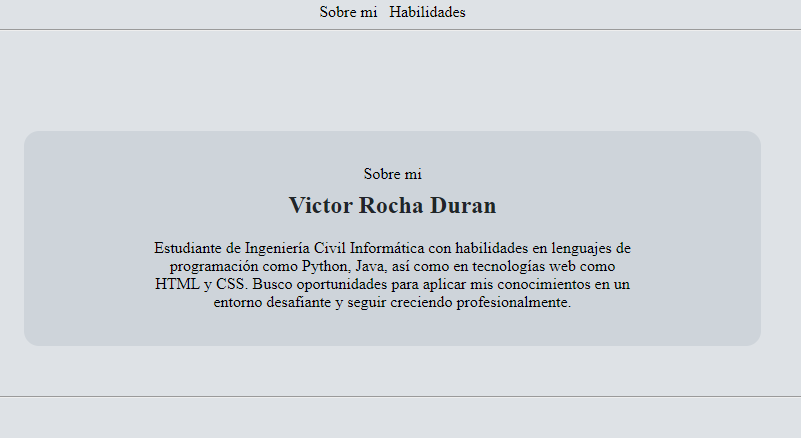 Sobre mi Habilidades
Sobre mi
Victor Rocha Duran
Estudiante de Ingeniería Civil Informática con habilidades en lenguajes de
programación como Python, Java, así como en tecnologías web como
HTML y CSS. Busco oportunidades para aplicar mis conocimientos en un
entorno desafiante y seguir creciendo profesionalmente.